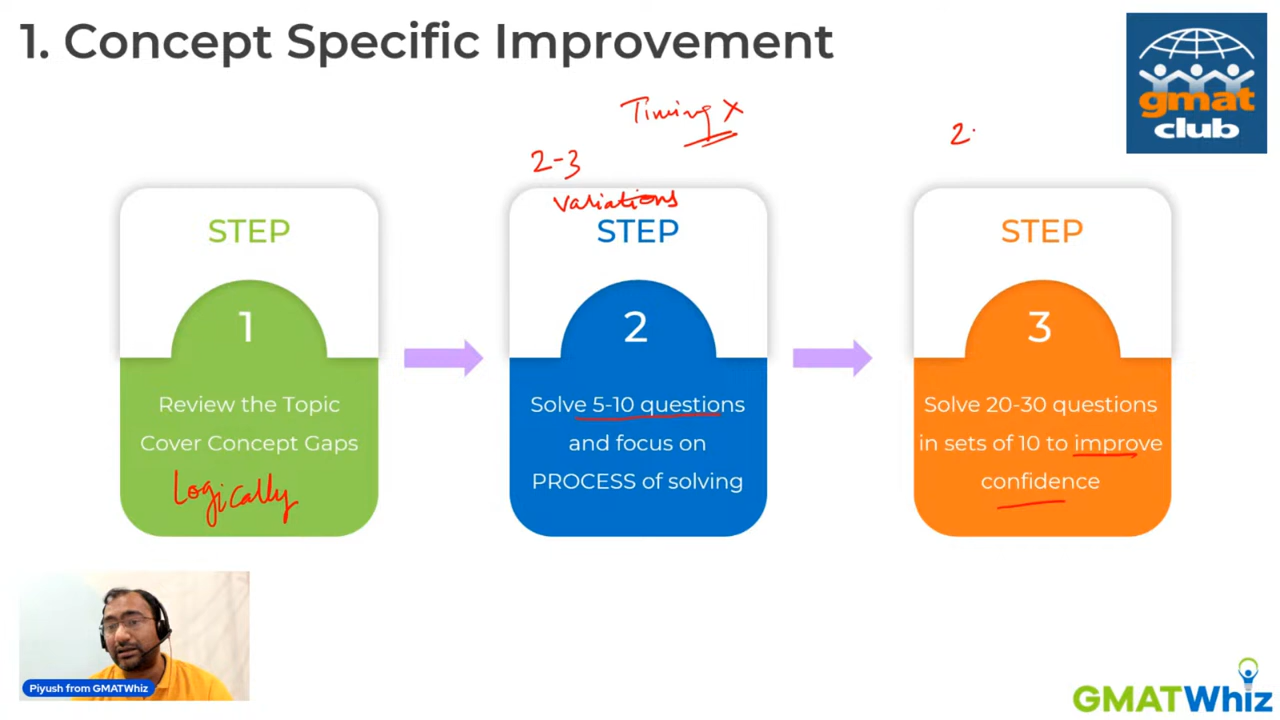 1. Concept Specific Improvement
gmat
club
Timing X
2-3
variations
2.
STEP
1
Review the Topic
Cover Concept Gaps
Logically
STEP
2
Solve 5-10 questions
and focus on
PROCESS of solving
STEP
3
Solve 20-30 questions
in sets of 10 to improve
confidence
Piyush from GMATWhiz
GMATWhiz